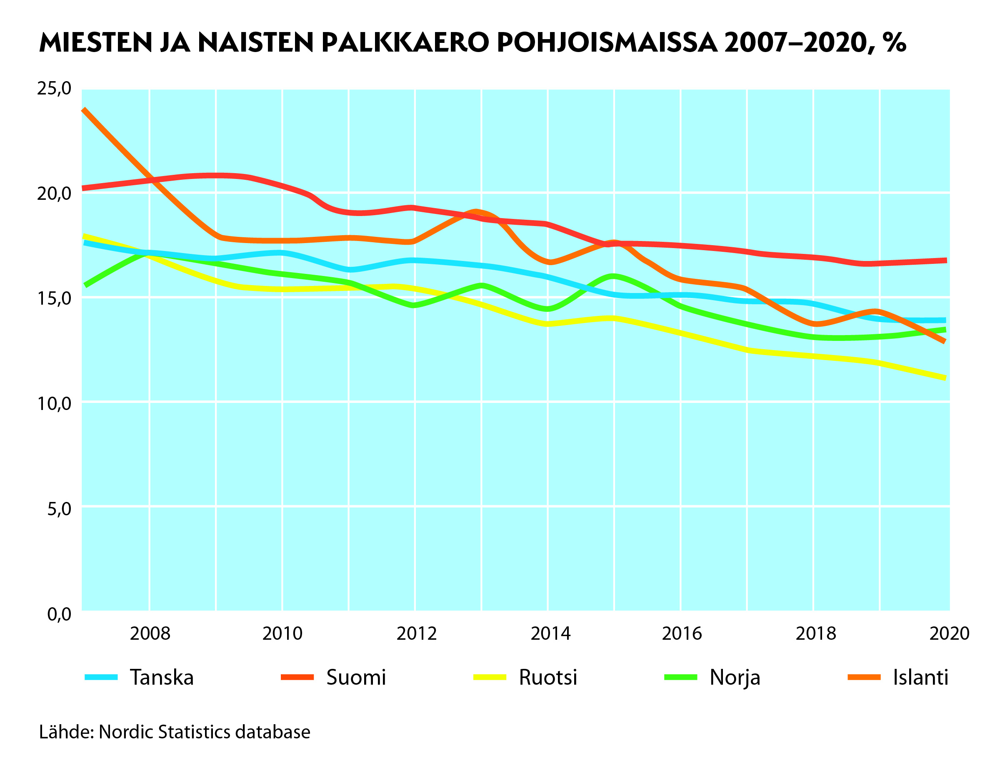 MIESTEN JA NAISTEN PALKKAERO POHJOISMAISSA 2007–2020, %
25,0
20,0
15,0
10,0
5,0
0,0
2008 2010 2012 2014 2016 2018 2020
Tanska Suomi Ruotsi Norja Islanti
Lähde: Nordic Statistics database